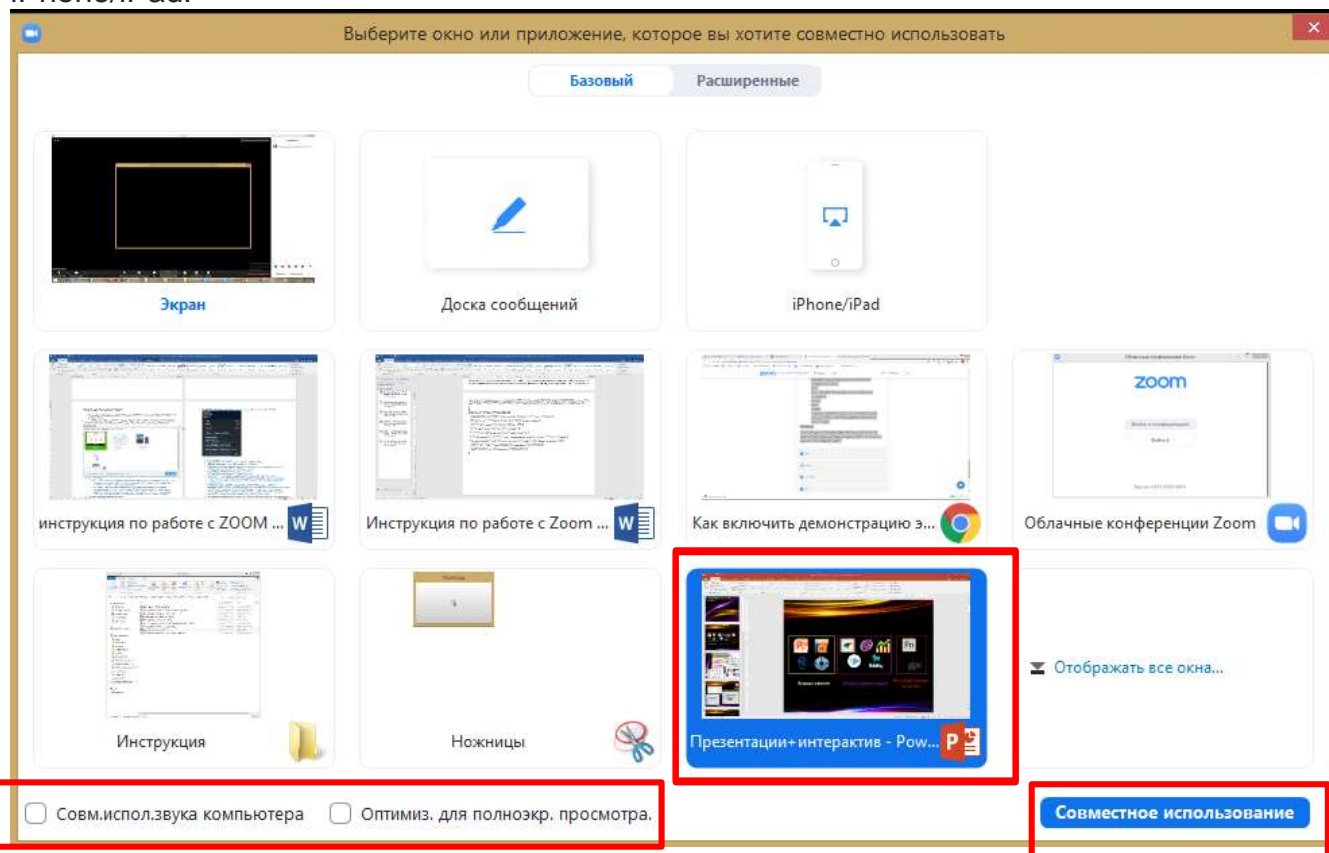 iPhone/iPad.
Выберите окно или приложение, которое вы хотите совместно использовать
Базовый Расширенные
Экран
Доска сообщений
iPhone/iPad
zoom
инструкция по работе с ZOOM ...
Инструкция по работе с Zoom ...
Как включить демонстрацию э...
Облачные конференции Zoom
Инструкция
Ножницы
Презентации+интерактив - Pow...
Отображать все окна...
Совм.испол.звука компьютера
Оптимиз. для полноэкр. просмотра.
Совместное использование